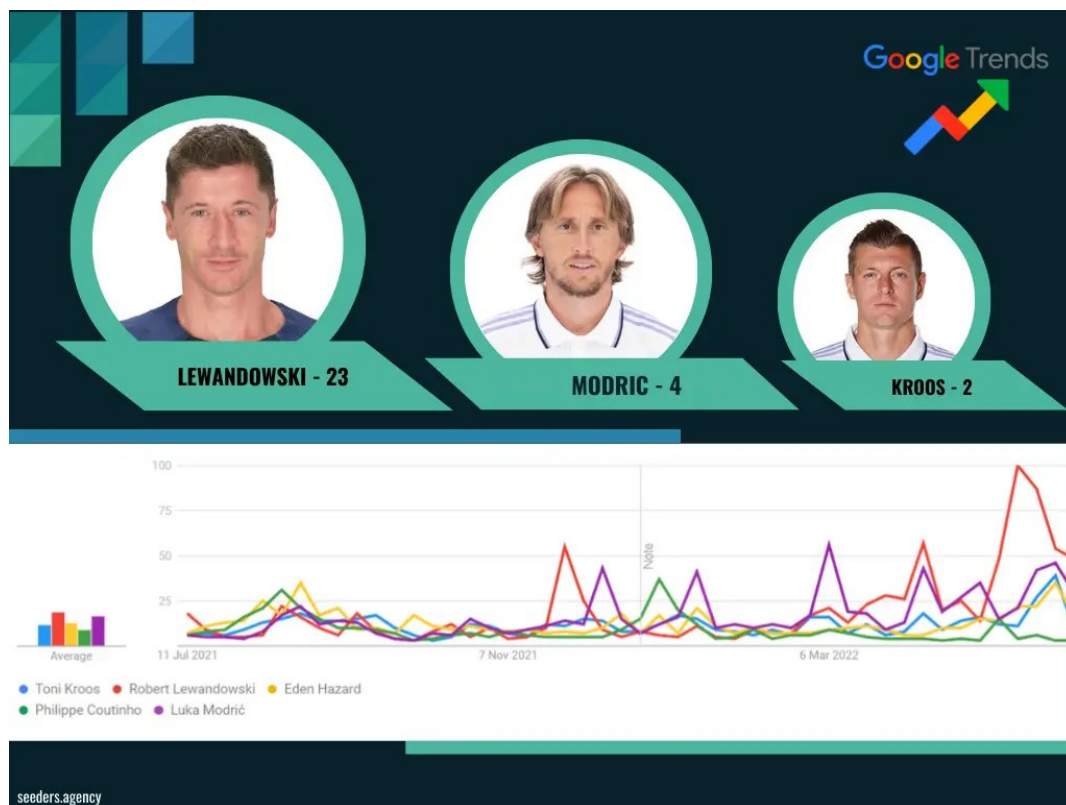 Google Trends
LEWANDOWSKI - 23
MODRIC - 4
KROOS - 2
100
75
50
25
Note
Average
11 Jul 2021
7 Nov 2021
6 Mar 2022
Toni Kroos
Robert Lewandowski
Eden Hazard
Philippe Coutinho
Luka Modrić
seeders.agency